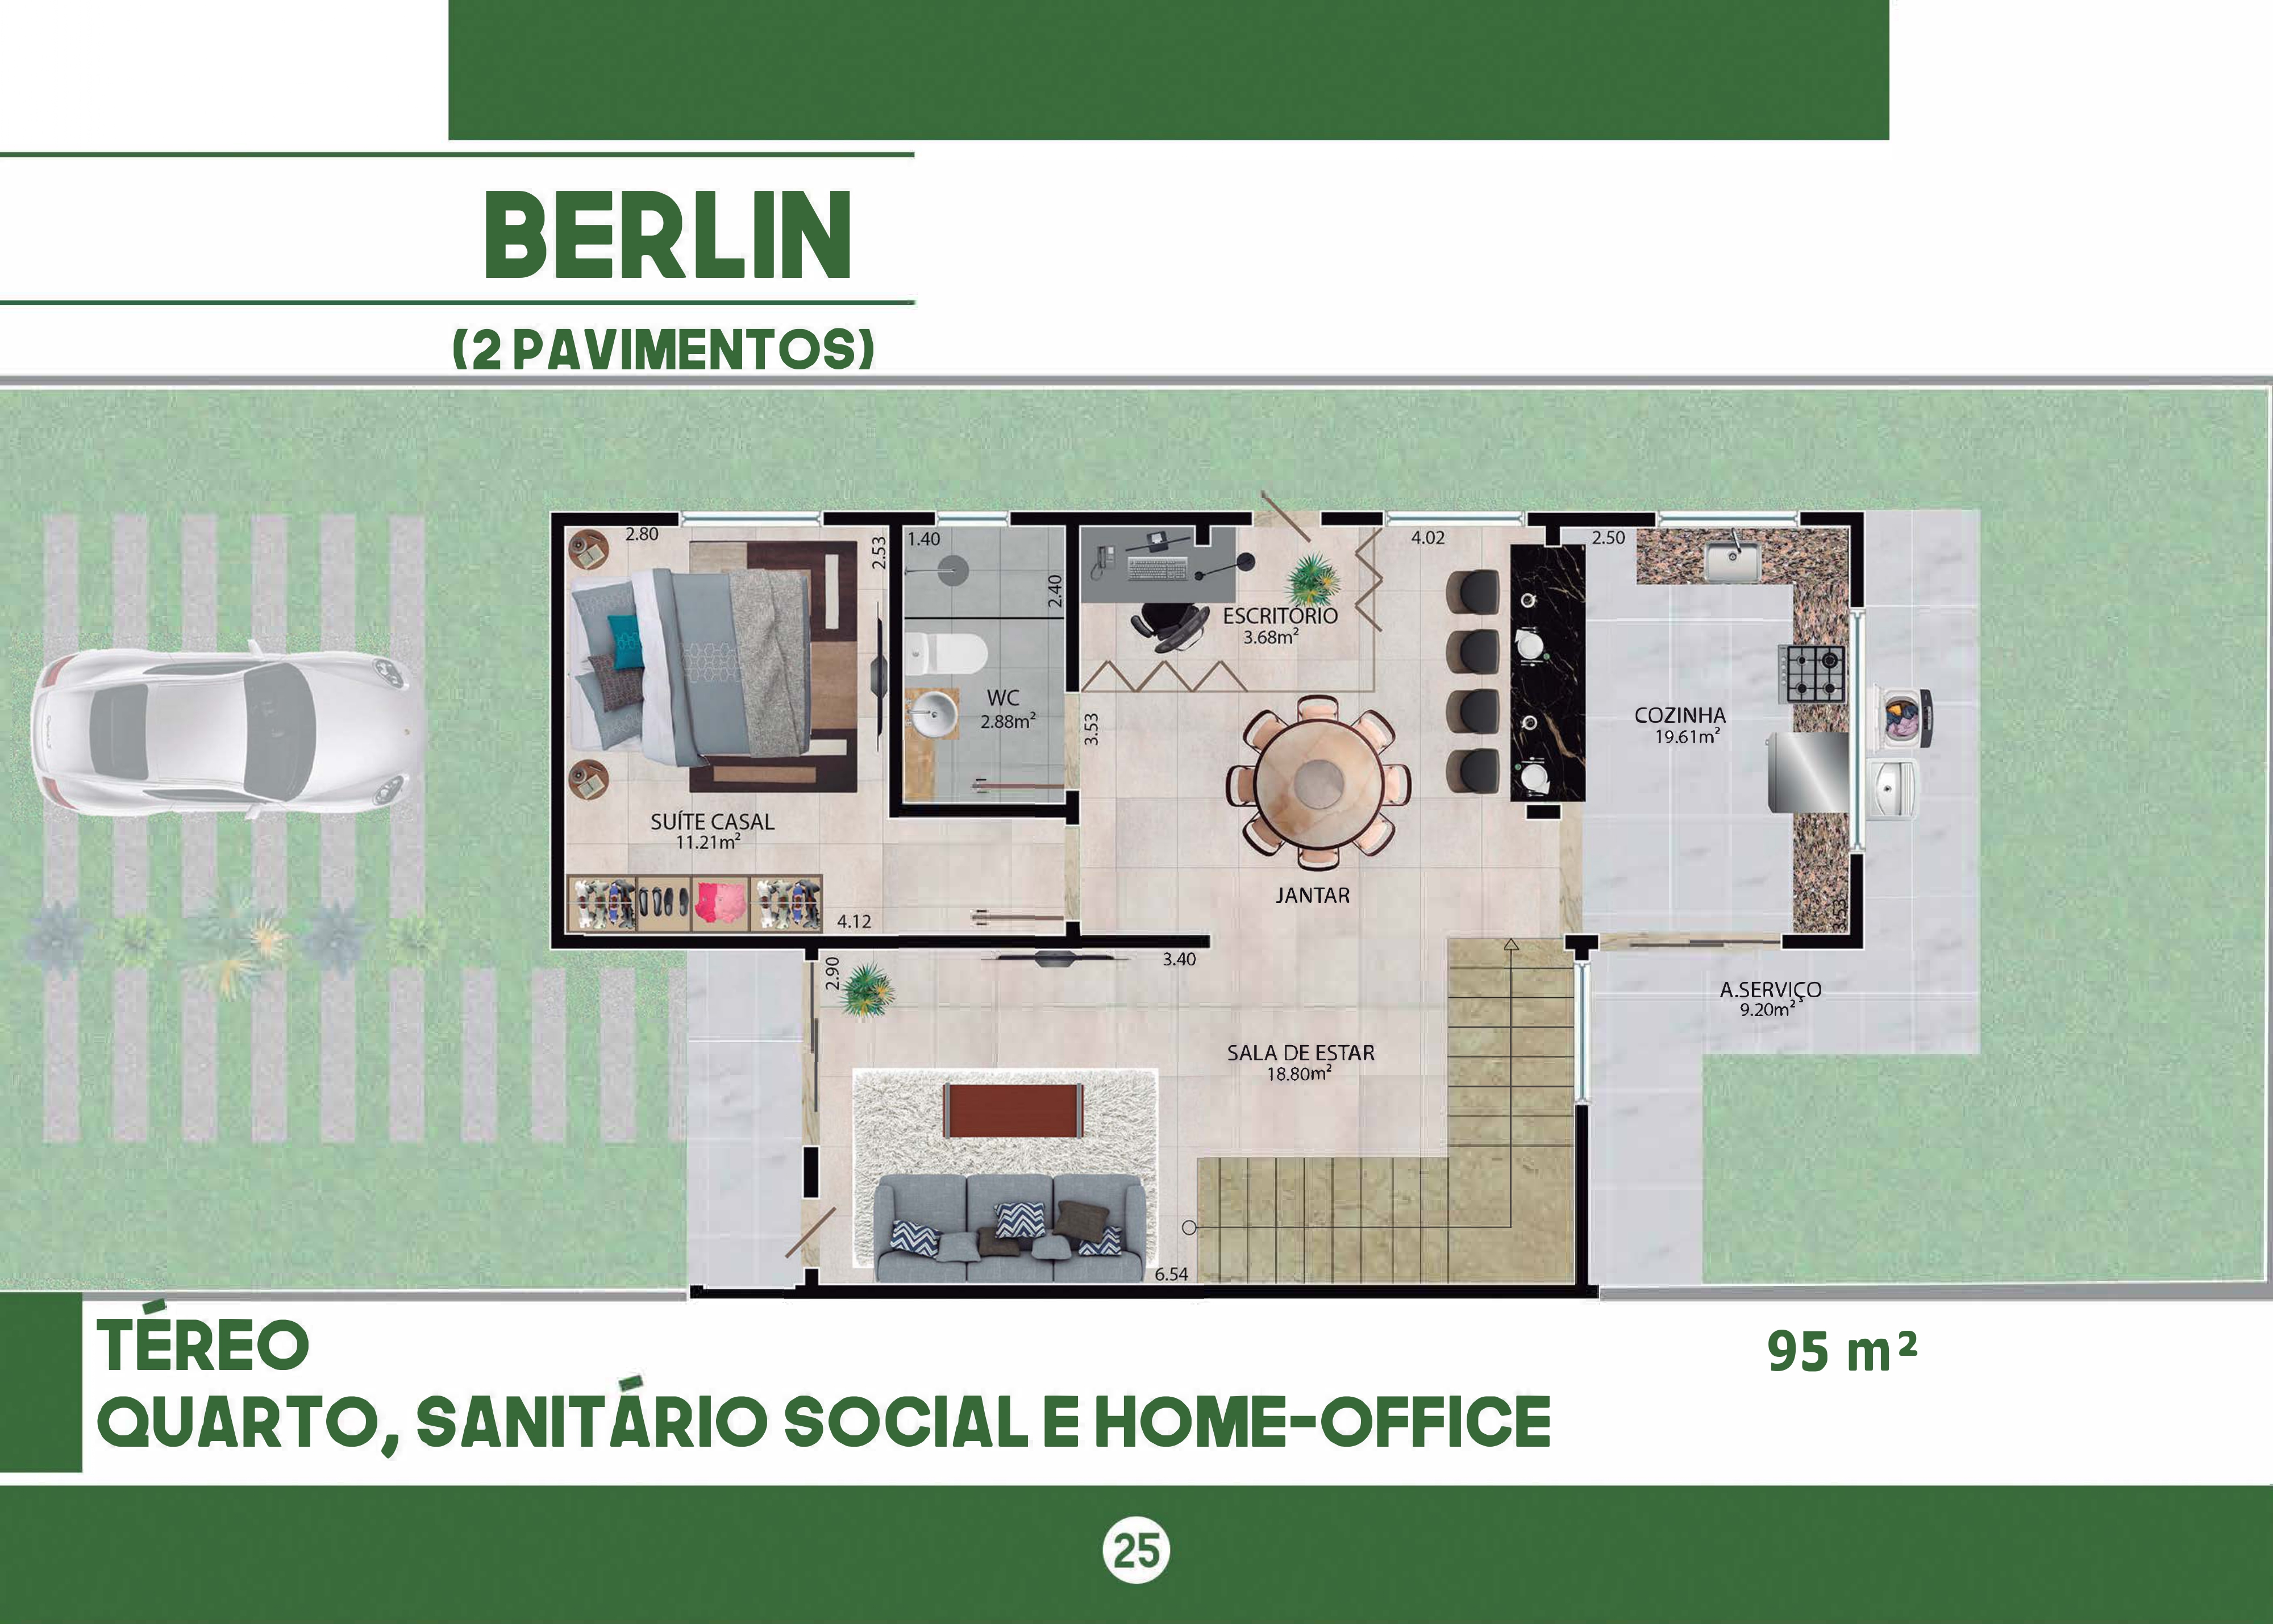 BERLIN
(2 PAVIMENTOS)
2.80
2.53
1.40
2.40
4.02
2.50
ESCRITÓRIO
3.68m²
WC
2.88m²
3.53
COZINHA
19.61m²
SUÍTE CASAL
11.21m²
JANTAR
4.12
3.53
2.90
3.40
A.SERVIÇO
9.20m²
SALA DE ESTAR
18.80m²
6.54
TÉREO
95 m²
QUARTO, SANITÁRIO SOCIAL E HOME-OFFICE
25